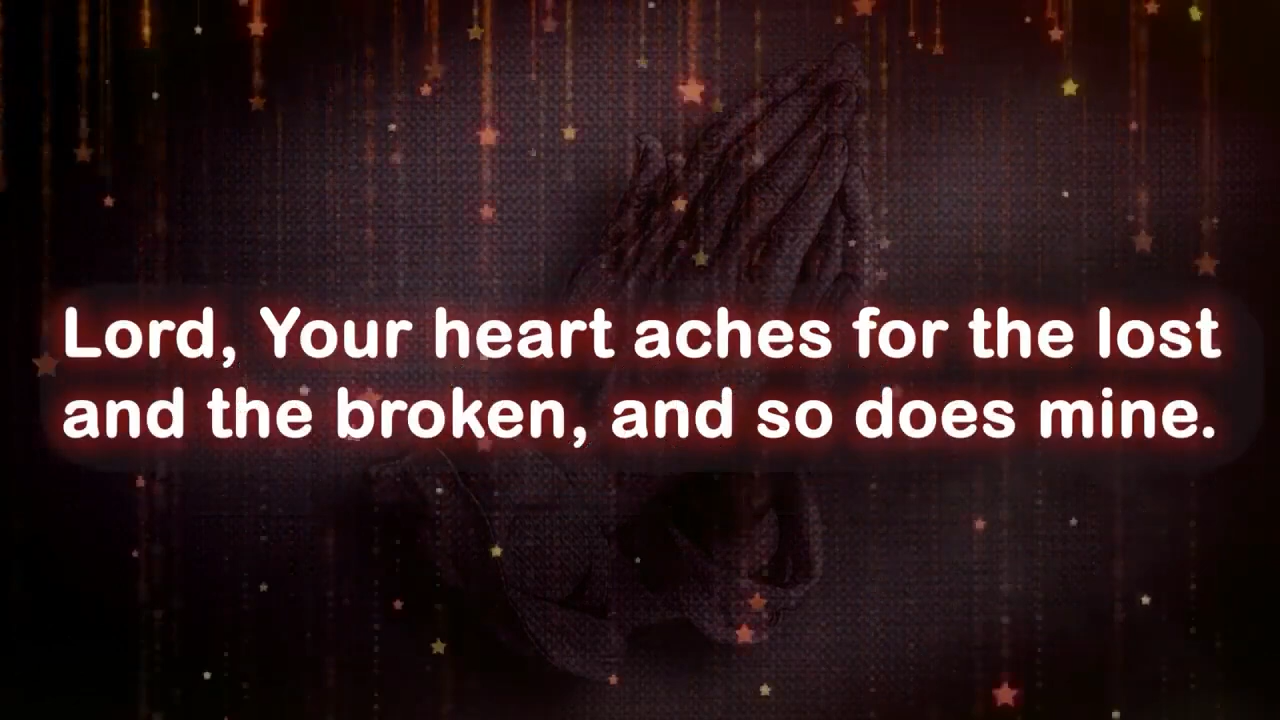 Lord, Your heart aches for the lost
and the broken, and so does mine.